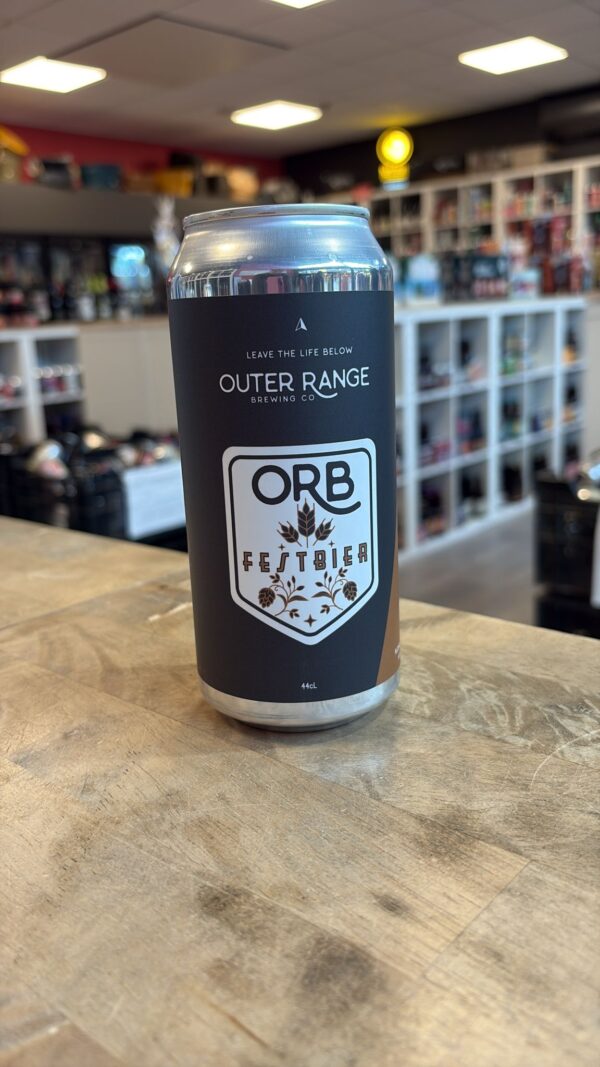 LEAVE THE LIFE BELOW
OUTER RANGE
BREWING CO
ORB
FESTBIER
44cL